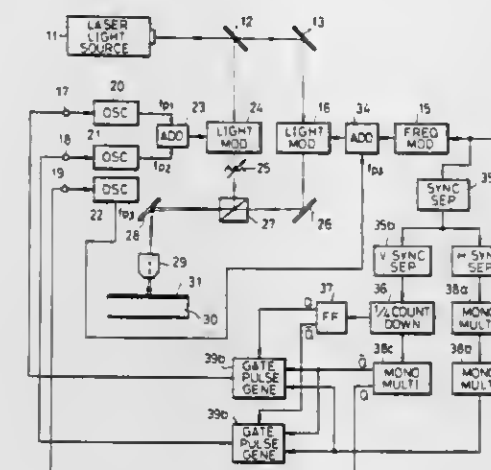 12
13
LASER
LIGHT
SOURCE
11
17
20
OSC
fp1
23
24
16
34
15
ADD
LIGHT
MOD
LIGHT
MOD
ADD
FREQ
MOD
18
21
OSC
fp2
25
fp3
19
OSC
22
fp3
28
27
26
SYNC
SEP
35
35b
V SYNC
SEP
H SYNC
SEP
29
31
30
37
36
38a
Q
Q̄
FF
1/4 COUNT
DOWN
MONO
MULTI
39b
38c
38b
GATE
PULSE
GENE
Q̄
Q
MONO
MULTI
MONO
MULTI
39b
GATE
PULSE
GENE